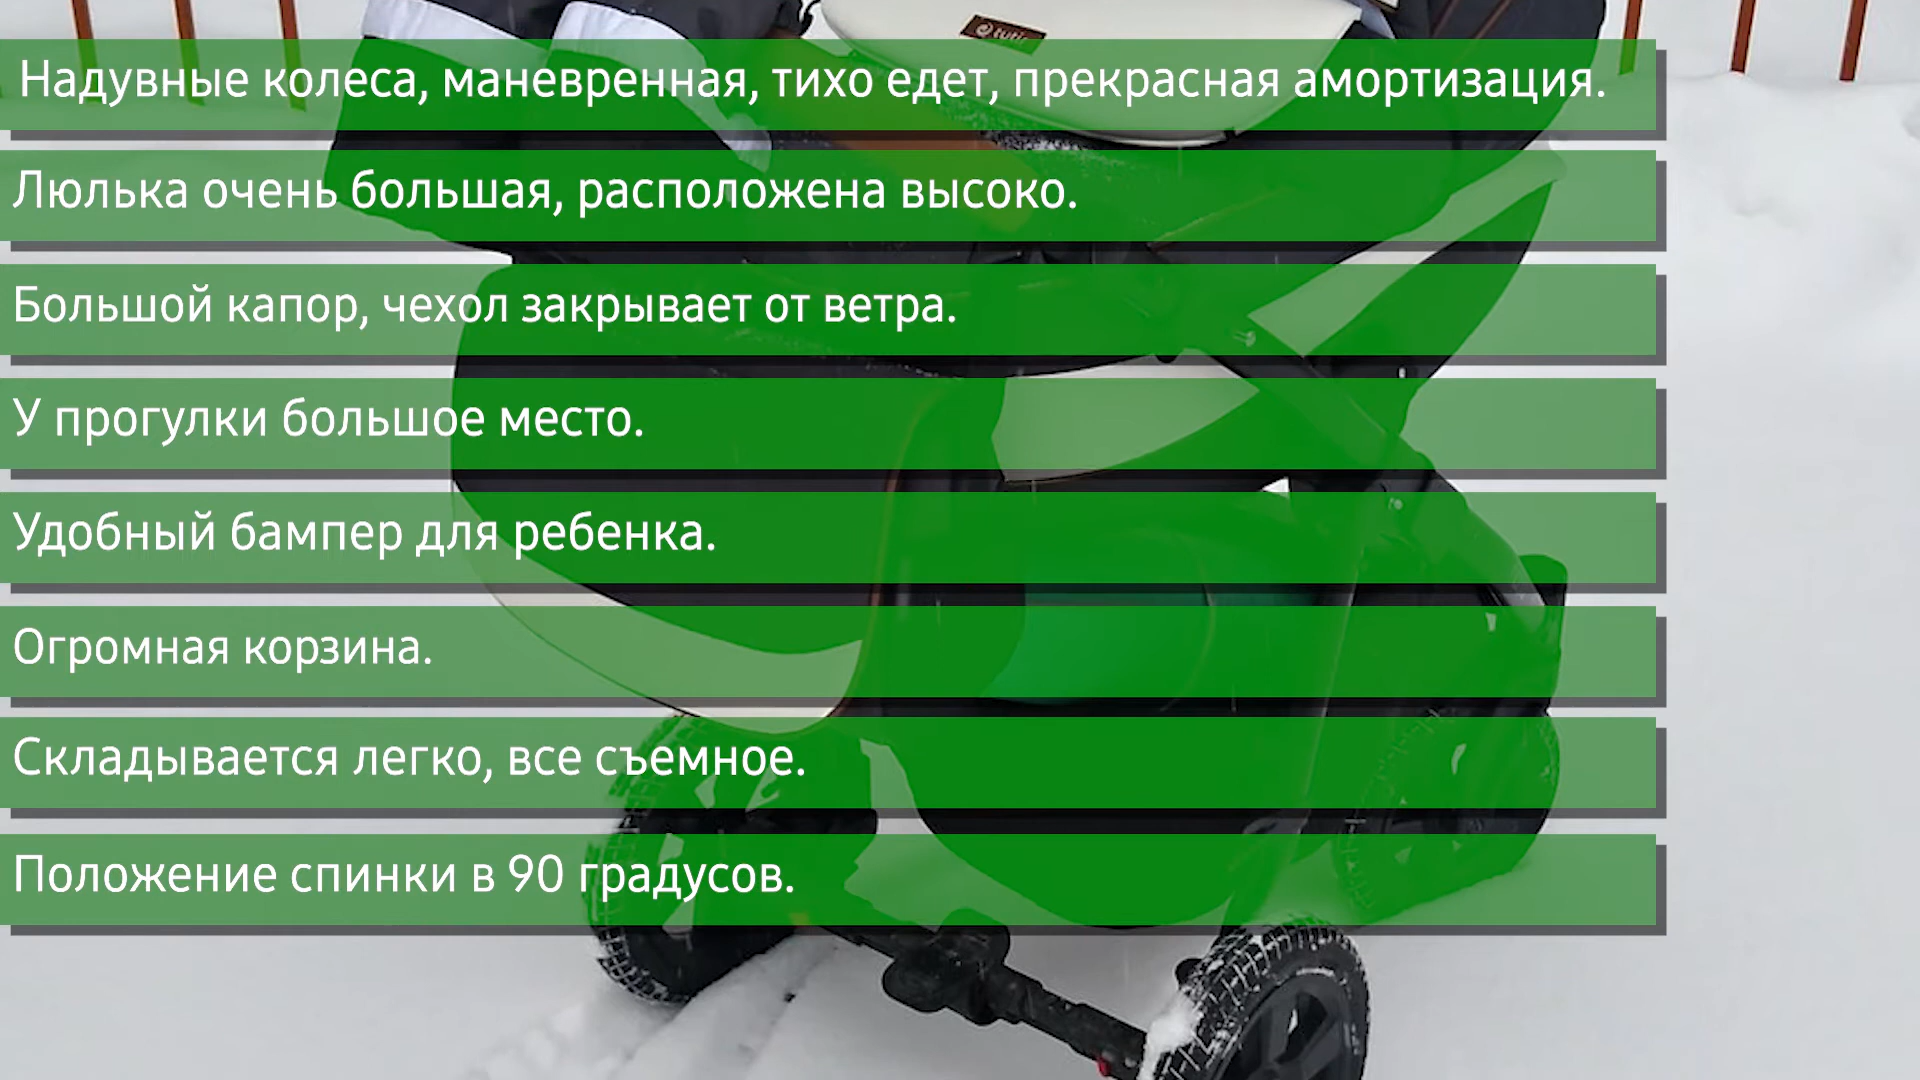 tutis
Надувные колеса, маневренная, тихо едет, прекрасная амортизация.
Люлька очень большая, расположена высоко.
Большой капор, чехол закрывает от ветра.
У прогулки большое место.
Удобный бампер для ребенка.
Огромная корзина.
Складывается легко, все съемное.
Положение спинки в 90 градусов.